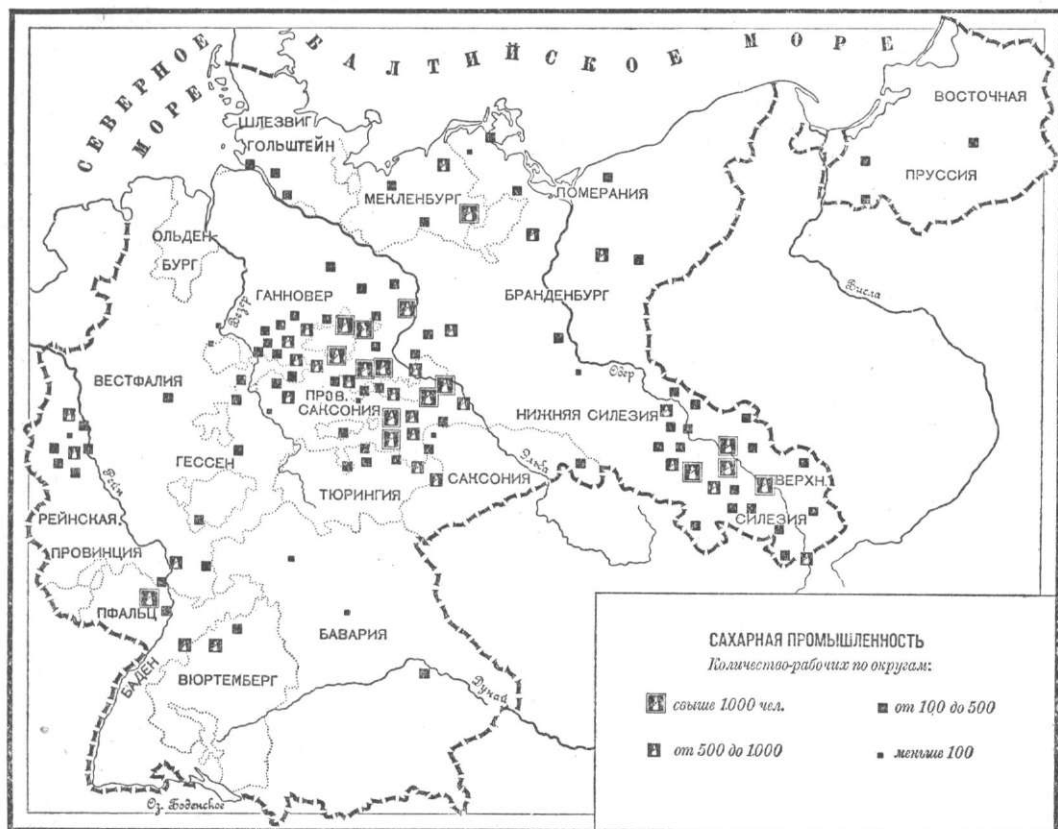 СЕВЕРНОЕ
МОРЕ
БАЛТИЙСКОЕ МОРЕ
ВОСТОЧНАЯ
ПРУССИЯ
ШЛЕЗВИГ
ГОЛЬШТЕЙН
МЕКЛЕНБУРГ
ПОМЕРАНИЯ
ОЛЬДЕН-
БУРГ
ГАННОВЕР
Везер
БРАНДЕНБУРГ
Висла
Одер
ВЕСТФАЛИЯ
ПРОВ.
САКСОНИЯ
НИЖНЯЯ СИЛЕЗИЯ
Рейн
ГЕССЕН
ТЮРИНГИЯ
САКСОНИЯ
Эльба
ВЕРХН.
СИЛЕЗИЯ
РЕЙНСКАЯ
ПРОВИНЦИЯ
ПФАЛЬЦ
БАДЕН
ВЮРТЕМБЕРГ
БАВАРИЯ
Дунай
Оз. Боденское
САХАРНАЯ ПРОМЫШЛЕННОСТЬ
Количество-рабочих по округам:
свыше 1000 чел.
от 100 до 500
от 500 до 1000
меньше 100